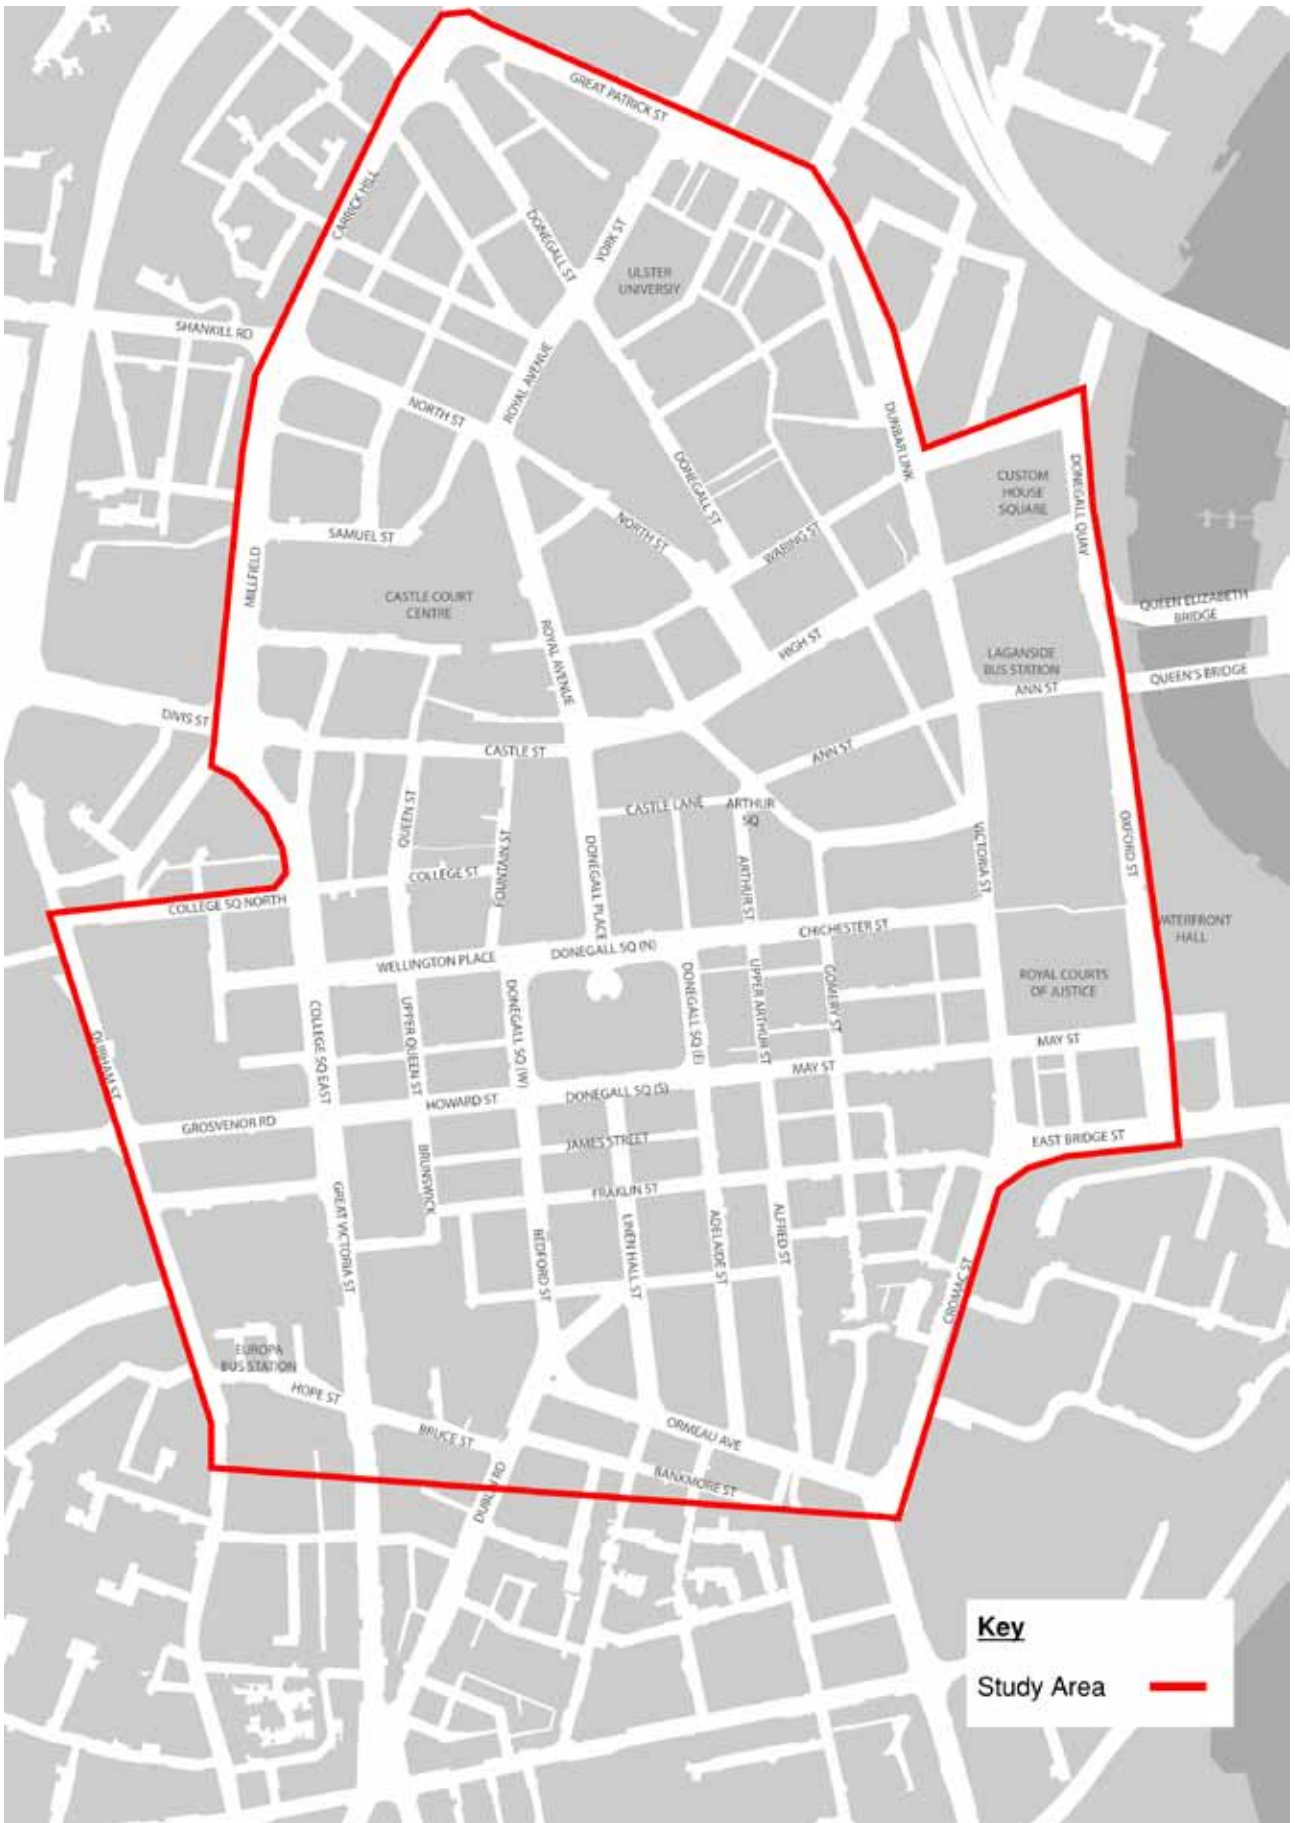 GREAT PATRICK ST
CARRICK HILL
DONEGALL ST
YORK ST
ULSTER
UNIVERSIY
SHANKILL RD
ROYAL AVENUE
NORTH ST
DUNBAR LINK
DONEGALL ST
CUSTOM
HOUSE
SQUARE
DONEGALL QUAY
SAMUEL ST
NORTH ST
WARING ST
MILLFIELD
CASTLE COURT
CENTRE
QUEEN ELIZABETH
BRIDGE
ROYAL AVENUE
HIGH ST
LAGANSIDE
BUS STATION
ANN ST
QUEEN'S BRIDGE
DIVIS ST
CASTLE ST
ANN ST
QUEEN ST
CASTLE LANE
ARTHUR
SQ
FOUNTAIN ST
DONEGALL PLACE
VICTORIA ST
OXFORD ST
COLLEGE ST
ARTHUR ST
COLLEGE SQ NORTH
CHICHESTER ST
WATERFRONT
HALL
WELLINGTON PLACE
DONEGALL SQ (N)
ROYAL COURTS
OF JUSTICE
COLLEGE SQ EAST
UPPER QUEEN ST
DONEGALL SQ (W)
DONEGALL SQ (E)
UPPER ARTHUR ST
GOMERY ST
DURHAM ST
MAY ST
MAY ST
HOWARD ST
DONEGALL SQ (S)
GROSVENOR RD
JAMES STREET
EAST BRIDGE ST
BRUNSWICK
FRAKLIN ST
GREAT VICTORIA ST
BEDFORD ST
LINEN HALL ST
ADELAIDE ST
ALFRED ST
CROMAC ST
EUROPA
BUS STATION
HOPE ST
BRUCE ST
ORMEAU AVE
BANKMORE ST
DUBLIN RD
Key
Study Area